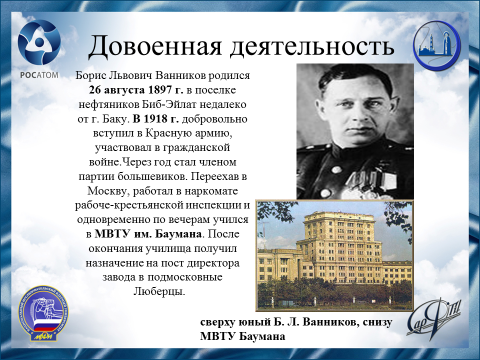 РОСАТОМ
Довоенная деятельность
Борис Львович Ванников родился
26 августа 1897 г. в поселке
нефтяников Биб-Эйлат недалеко
от г. Баку. В 1918 г. добровольно
вступил в Красную армию,
участвовал в гражданской
войне.Через год стал членом
партии большевиков. Переехав в
Москву, работал в наркомате
рабоче-крестьянской инспекции и
одновременно по вечерам учился
в МВТУ им. Баумана. После
окончания училища получил
назначение на пост директора
завода в подмосковные
Люберцы.
сверху юный Б. Л. Ванников, снизу
МВТУ Баумана
СарФТИ